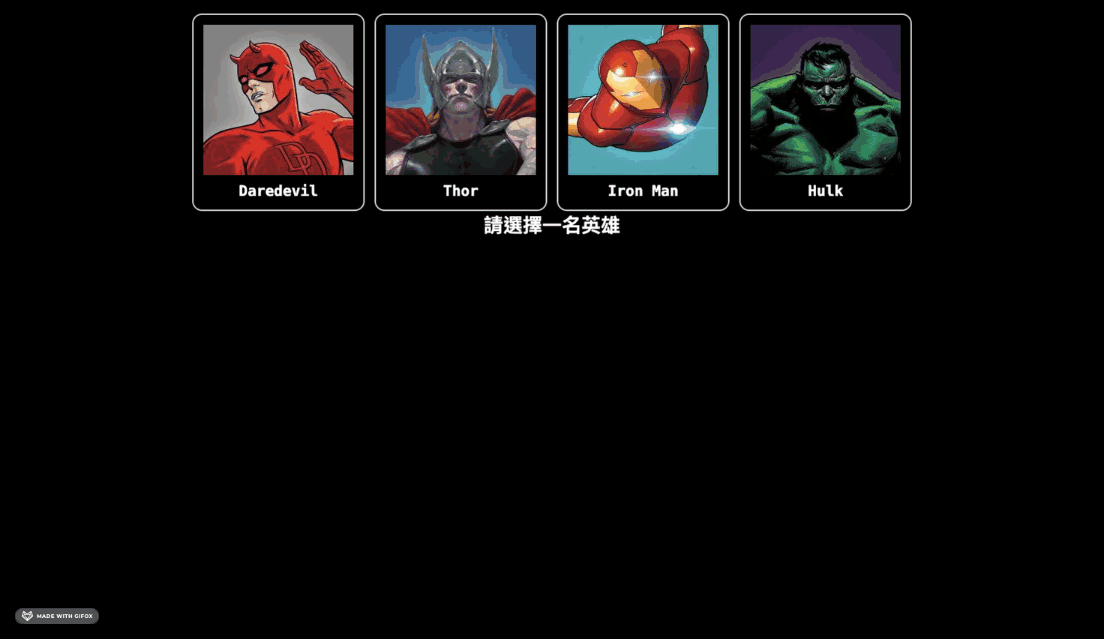 Daredevil
Thor
Iron Man
Hulk
請選擇一名英雄
MADE WITH GIFOX